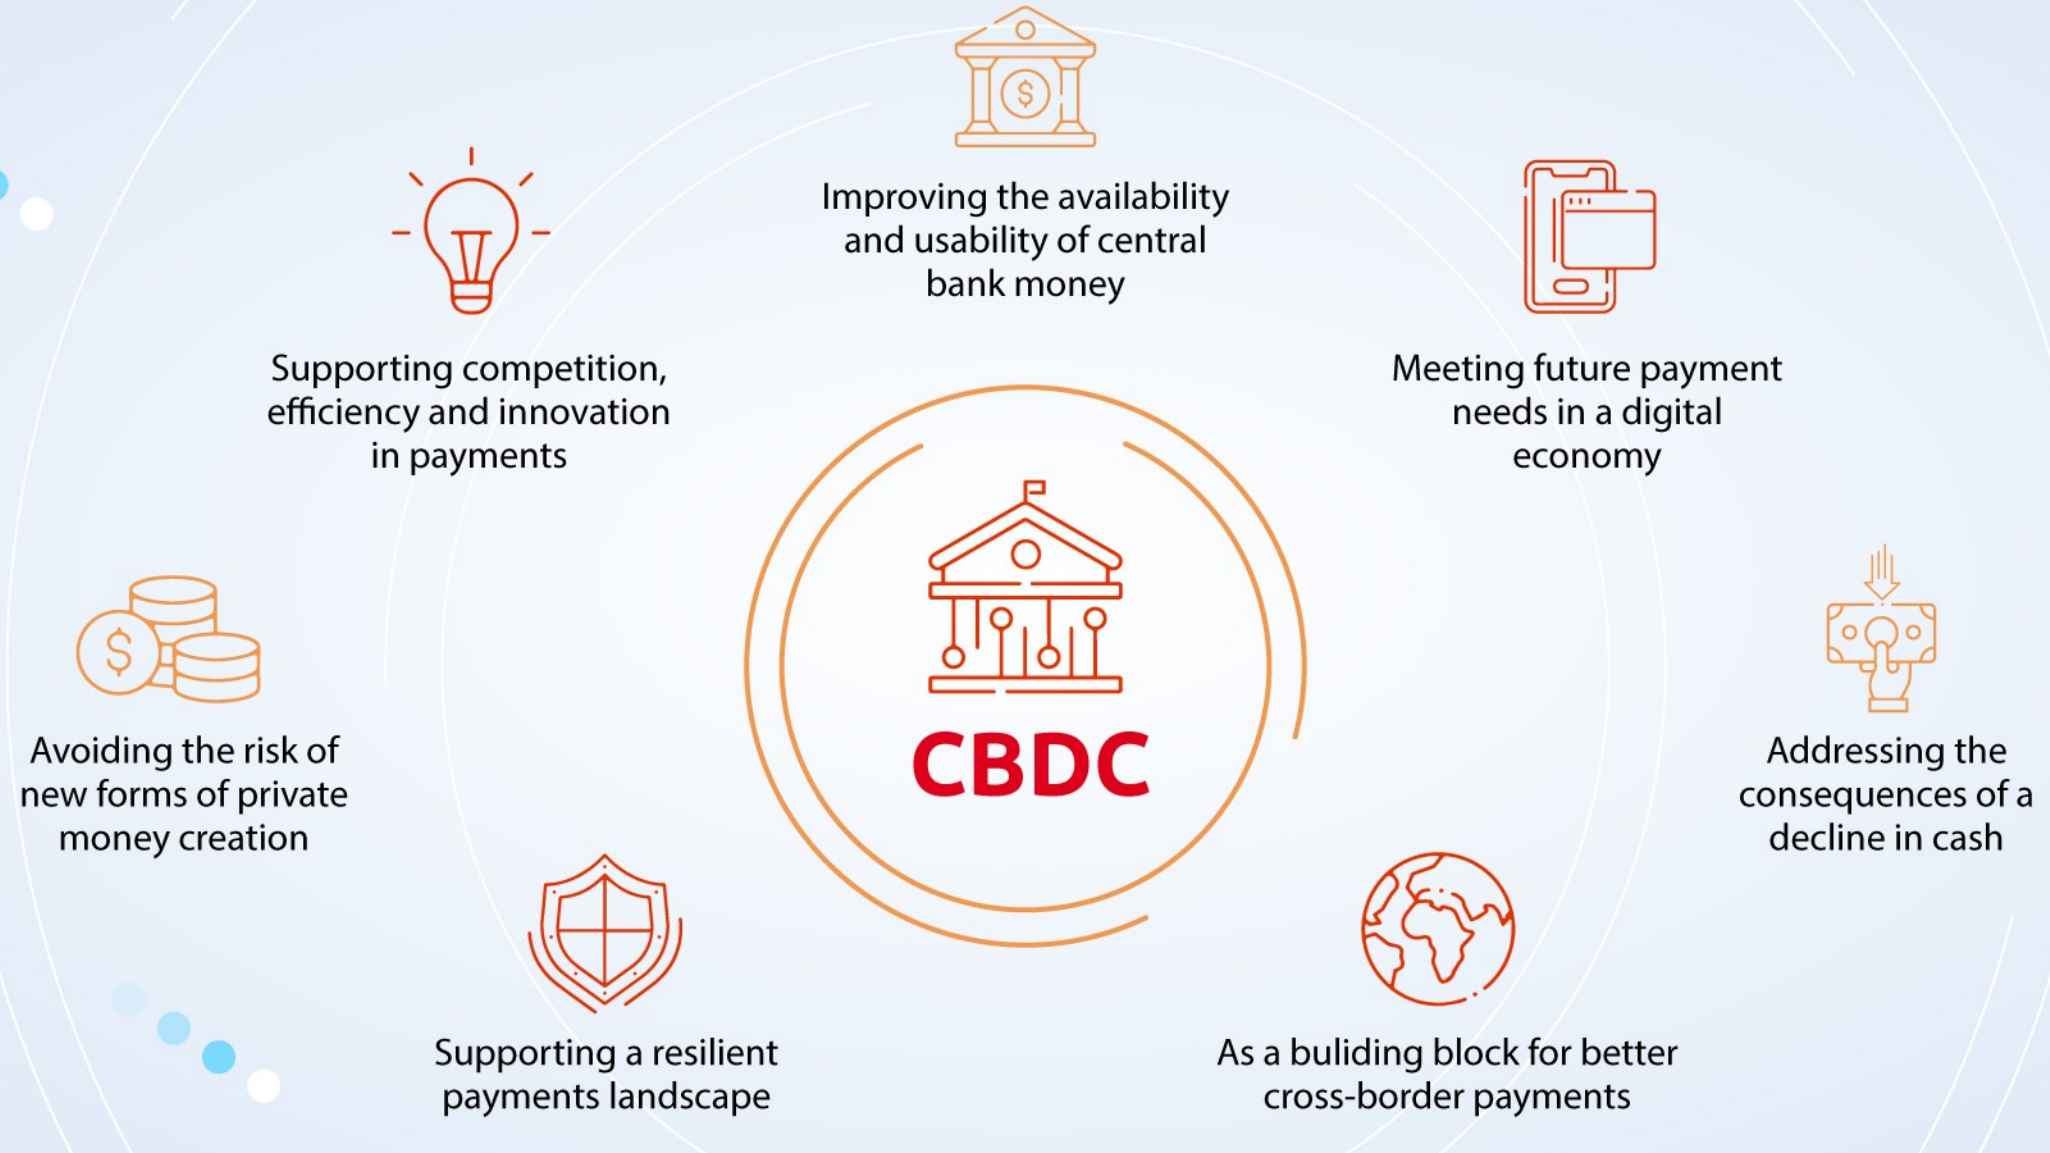 Improving the availability
and usability of central
bank money
Supporting competition,
efficiency and innovation
in payments
Meeting future payment
needs in a digital
economy
CBDC
Avoiding the risk of
new forms of private
money creation
Addressing the
consequences of a
decline in cash
Supporting a resilient
payments landscape
As a buliding block for better
cross-border payments